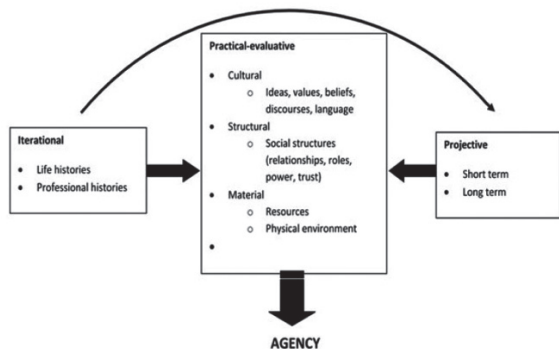 Practical-evaluative
• Cultural
o Ideas, values, beliefs,
discourses, language
• Structural
o Social structures
(relationships, roles,
power, trust)
• Material
o Resources
o Physical environment
•
Iterational
• Life histories
• Professional histories
Projective
• Short term
• Long term
AGENCY